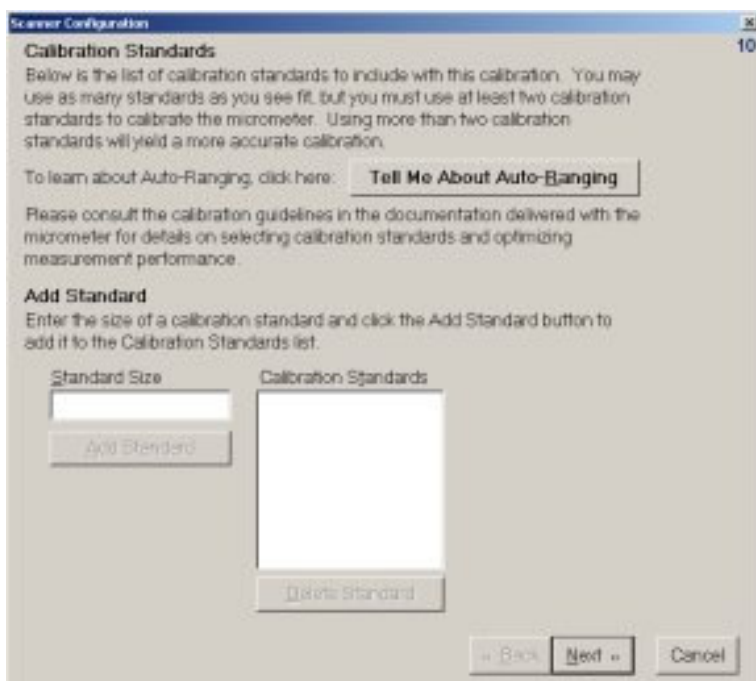 Scanner Configuration
10
Calibration Standards
Below is the list of calibration standards to include with this calibration. You may
use as many standards as you see fit, but you must use at least two calibration
standards to calibrate the micrometer. Using more than two calibration
standards will yield a more accurate calibration.
To learn about Auto-Ranging, click here: Tell Me About Auto-Ranging
Please consult the calibration guidelines in the documentation delivered with the
micrometer for details on selecting calibration standards and optimizing
measurement performance.
Add Standard
Enter the size of a calibration standard and click the Add Standard button to
add it to the Calibration Standards list.
Standard Size Calibration Standards
Add Standard
Delete Standard
« Back Next » Cancel